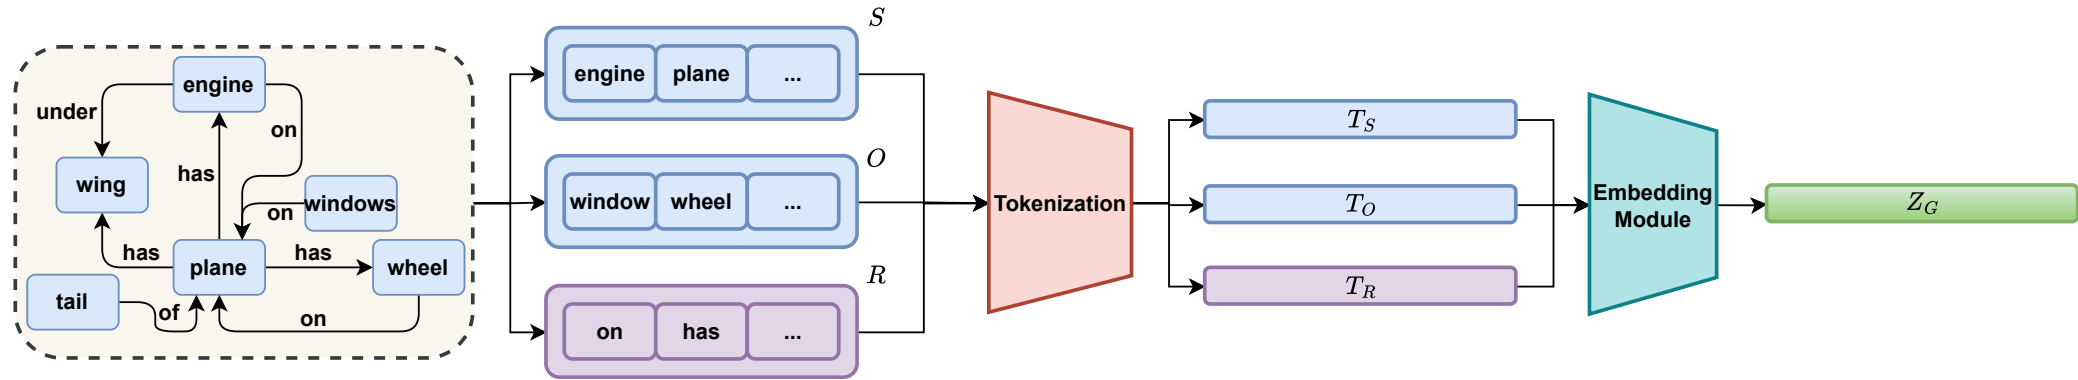 engine
under
on
has
wing
windows
on
has
plane
has
wheel
tail
of
on
S
engine plane ...
O
window wheel ...
R
on has ...
Tokenization
T_S
T_O
T_R
Embedding
Module
Z_G